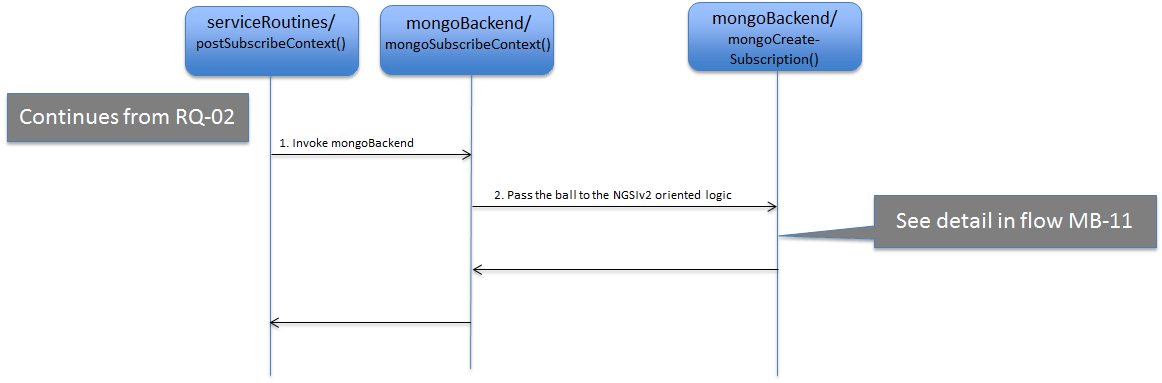 serviceRoutines/
postSubscribeContext()
mongoBackend/
mongoSubscribeContext()
mongoBackend/
mongoCreate-
Subscription()
Continues from RQ-02
1. Invoke mongoBackend
2. Pass the ball to the NGSIv2 oriented logic
See detail in flow MB-11